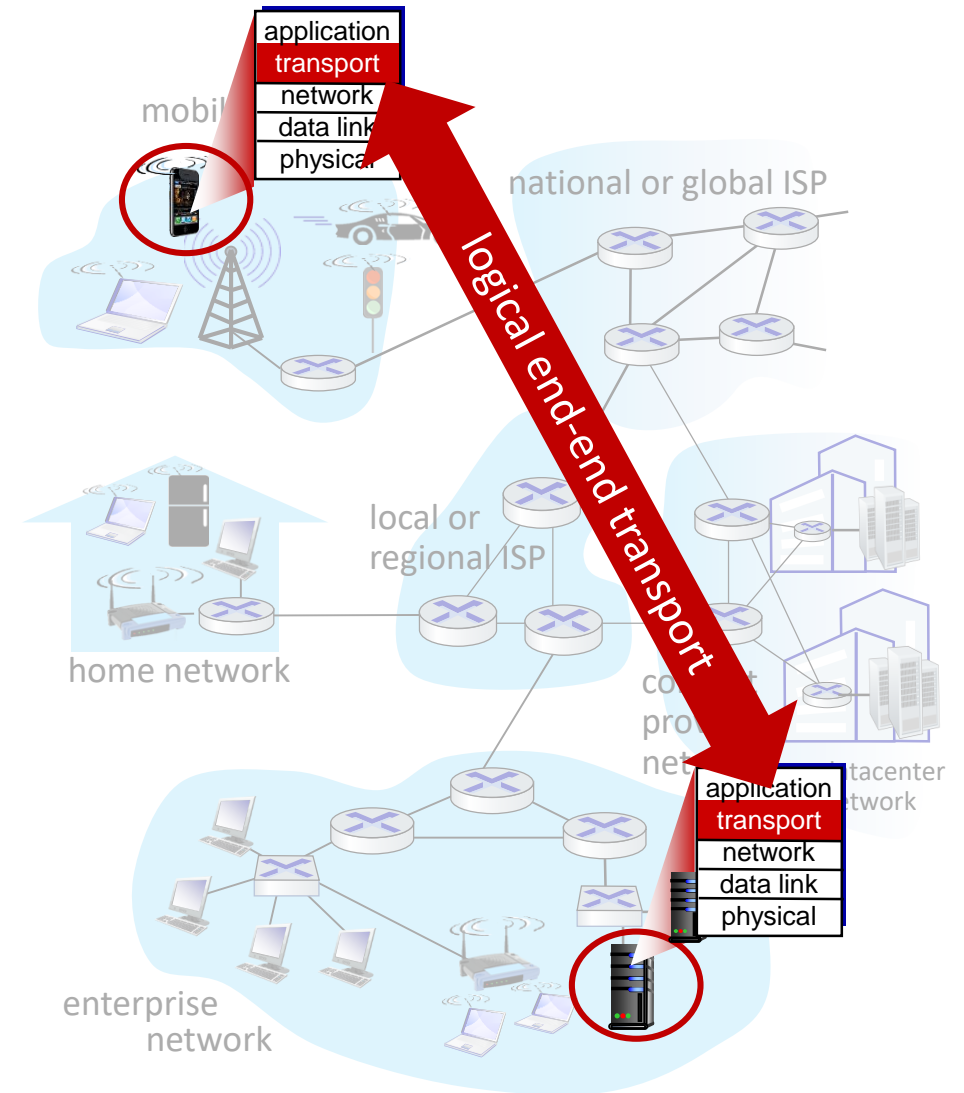 application
transport
network
data link
physical
national or global ISP
logical end-end transport
local or
regional ISP
home network
application
transport
network
data link
physical
network
enterprise
network